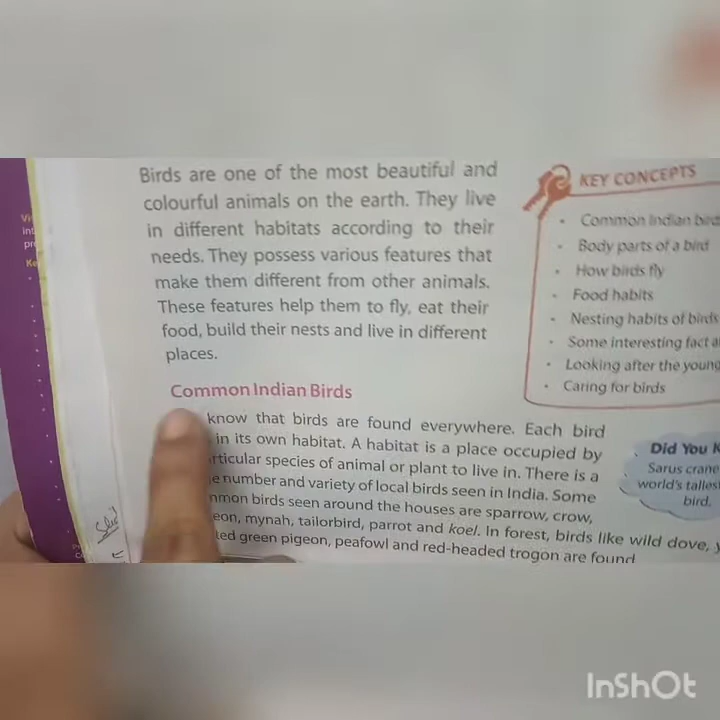 Birds are one of the most beautiful and
colourful animals on the earth. They live
in different habitats according to their
needs. They possess various features that
make them different from other animals.
These features help them to fly, eat their
food, build their nests and live in different
places.
KEY CONCEPTS
• Common Indian
• Body parts of a bird
• How birds fly
• Food habits
• Nesting habits of birds
• Some interesting fact
• Looking after the young
• Caring for birds
Common Indian Birds
know that birds are found everywhere. Each bird
in its own habitat. A habitat is a place occupied by
species of animal or plant to live in. There is a
number and variety of local birds seen in India. Some
birds seen around the houses are sparrow, crow,
mynah, tailorbird, parrot and koel. In forest, birds like wild dove,
green pigeon, peafowl and red-headed trogon are found
Did You
Sarus crane
world's
bird.
InShOt